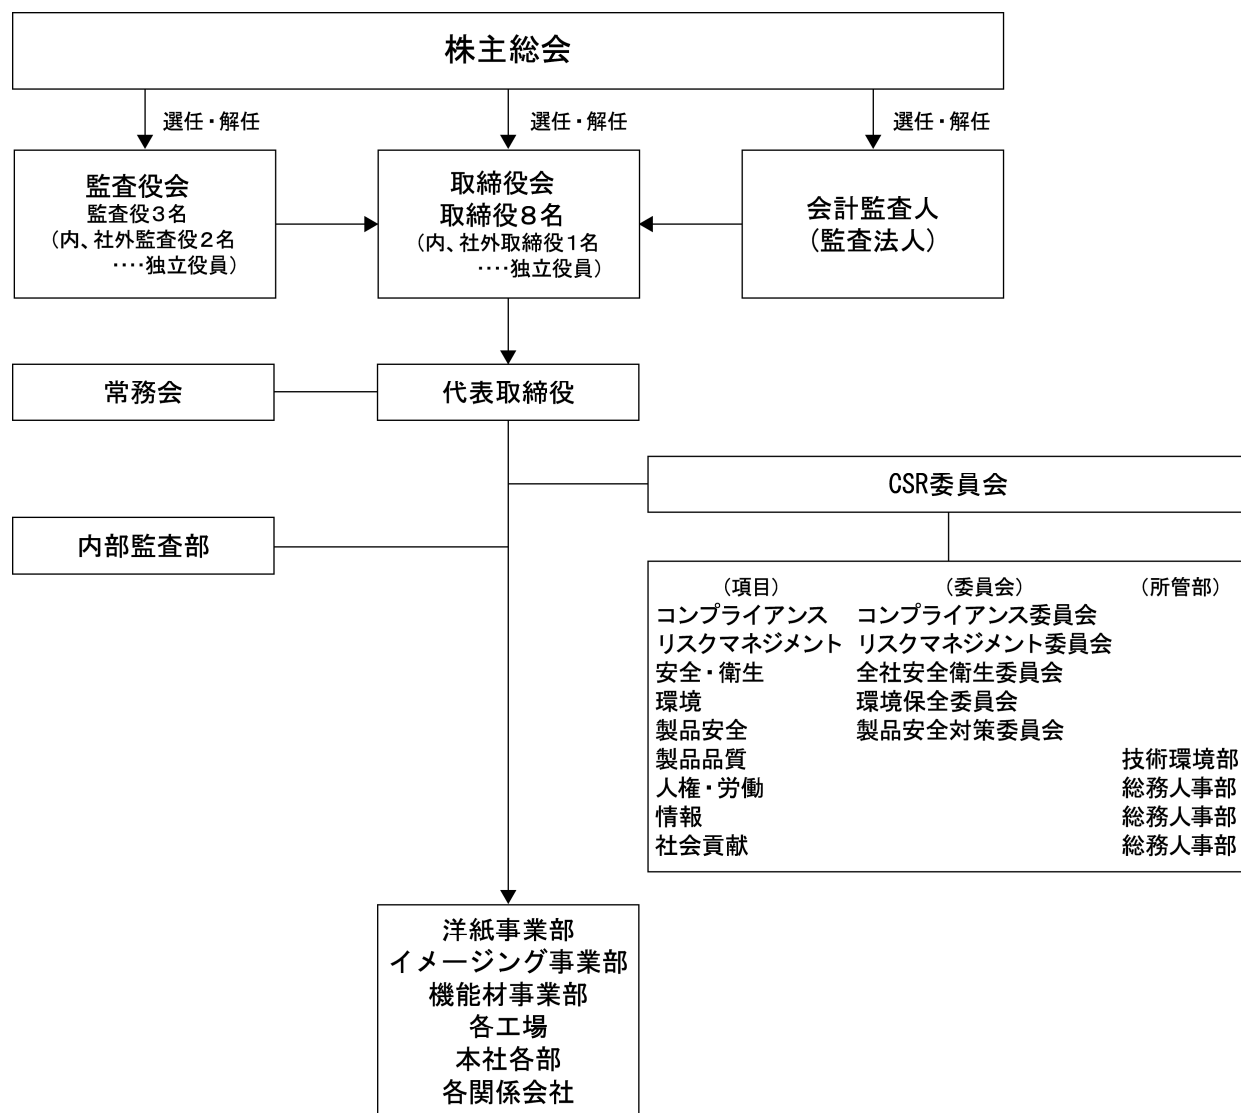 株主総会
選任・解任
選任・解任
選任・解任
監査役会
監査役３名
（内、社外監査役２名
‥‥独立役員）
取締役会
取締役８名
（内、社外取締役１名
‥‥独立役員）
会計監査人
（監査法人）
常務会
代表取締役
CSR委員会
内部監査部
（項目） （委員会） （所管部）
コンプライアンス コンプライアンス委員会
リスクマネジメント リスクマネジメント委員会
安全・衛生 全社安全衛生委員会
環境 環境保全委員会
製品安全 製品安全対策委員会
製品品質 技術環境部
人権・労働 総務人事部
情報 総務人事部
社会貢献 総務人事部
洋紙事業部
イメージング事業部
機能材事業部
各工場
本社各部
各関係会社